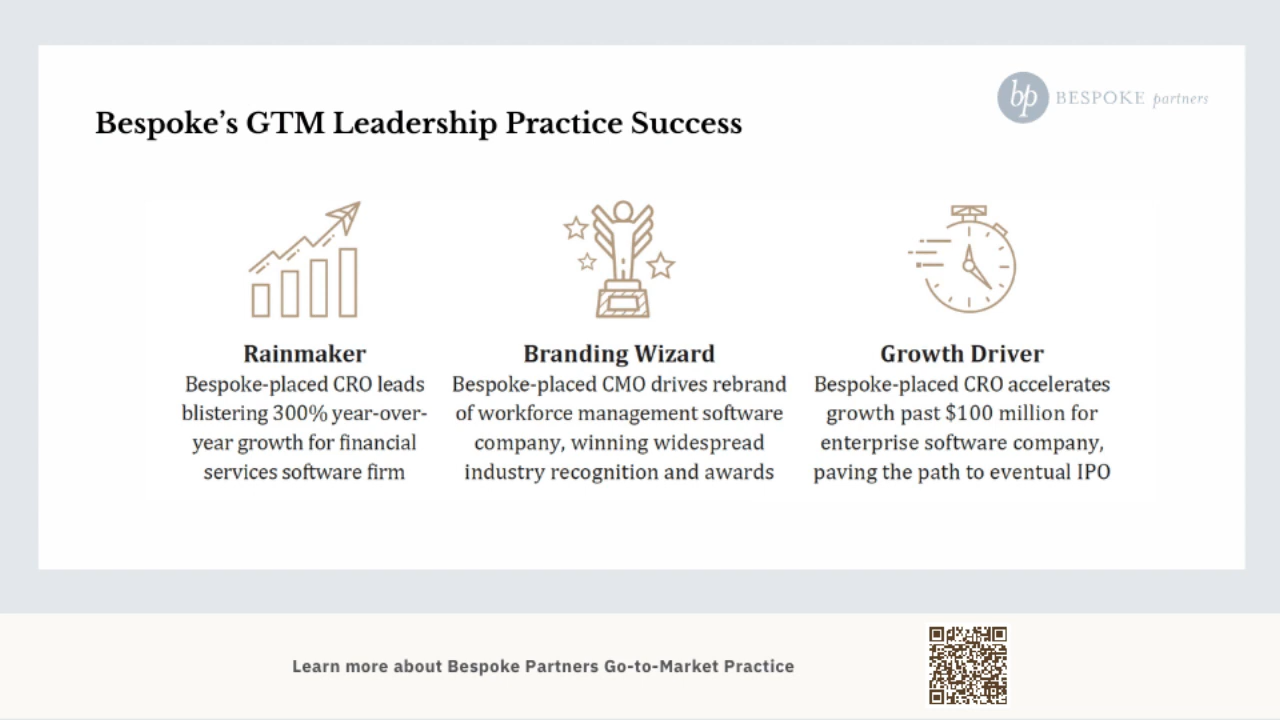 bp BESPOKE partners
Bespoke’s GTM Leadership Practice Success
Rainmaker
Bespoke-placed CRO leads
blistering 300% year-over-
year growth for financial
services software firm
Branding Wizard
Bespoke-placed CMO drives rebrand
of workforce management software
company, winning widespread
industry recognition and awards
Growth Driver
Bespoke-placed CRO accelerates
growth past $100 million for
enterprise software company,
paving the path to eventual IPO
Learn more about Bespoke Partners Go-to-Market Practice